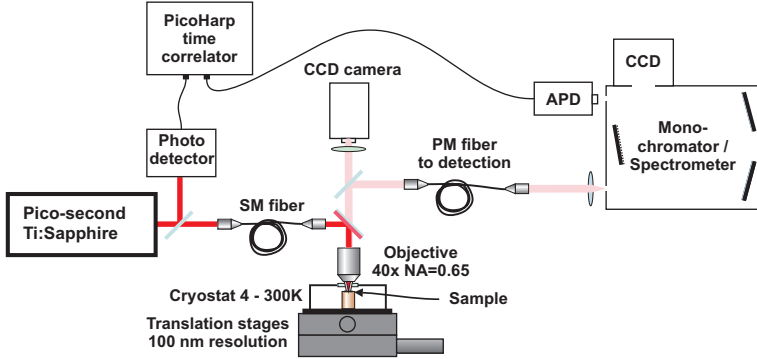 PicoHarp
time
correlator
CCD camera
CCD
APD
Photo
detector
PM fiber
to detection
Mono-
chromator /
Spectrometer
SM fiber
Pico-second
Ti:Sapphire
Objective
40x NA=0.65
Cryostat 4 - 300K
Sample
Translation stages
100 nm resolution